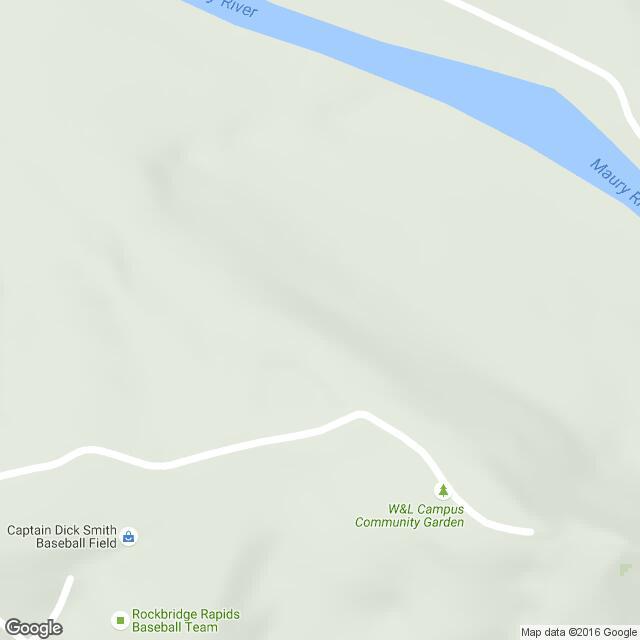 River
Maury
W&L Campus
Community Garden
Captain Dick Smith
Baseball Field
Rockbridge Rapids
Baseball Team
Google
Map data ©2016 Google